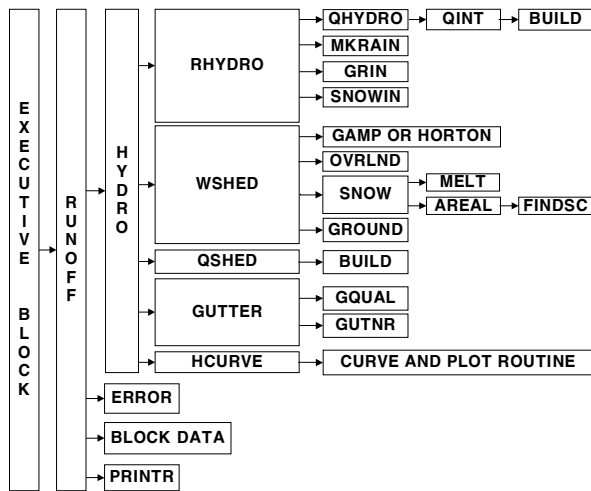 EXECUTIVE BLOCK
RUNOFF
HYDRO
RHYDRO
QHYDRO
QINT
BUILD
MKRAIN
GRIN
SNOWIN
WSHED
GAMP OR HORTON
OVRLND
SNOW
MELT
AREAL
FINDSC
GROUND
QSHED
BUILD
GUTTER
GQUAL
GUTNR
HCURVE
CURVE AND PLOT ROUTINE
ERROR
BLOCK DATA
PRINTR